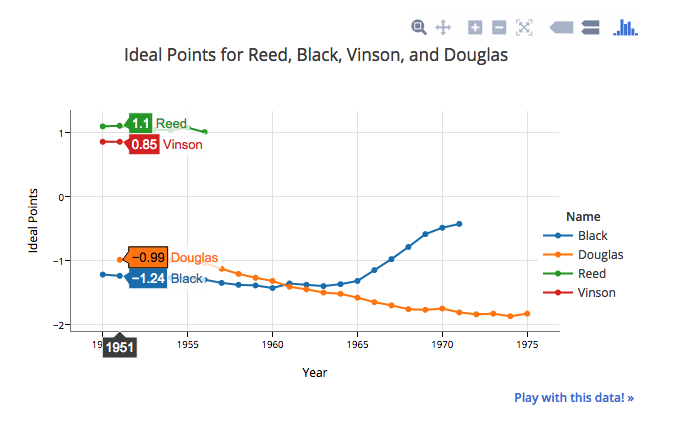 Ideal Points for Reed, Black, Vinson, and Douglas
1
0
−1
−2
Ideal Points
1.1 Reed
0.85 Vinson
−0.99 Douglas
−1.24 Black
1951
1955
1960
1965
1970
1975
Year
Name
Black
Douglas
Reed
Vinson
Play with this data! »